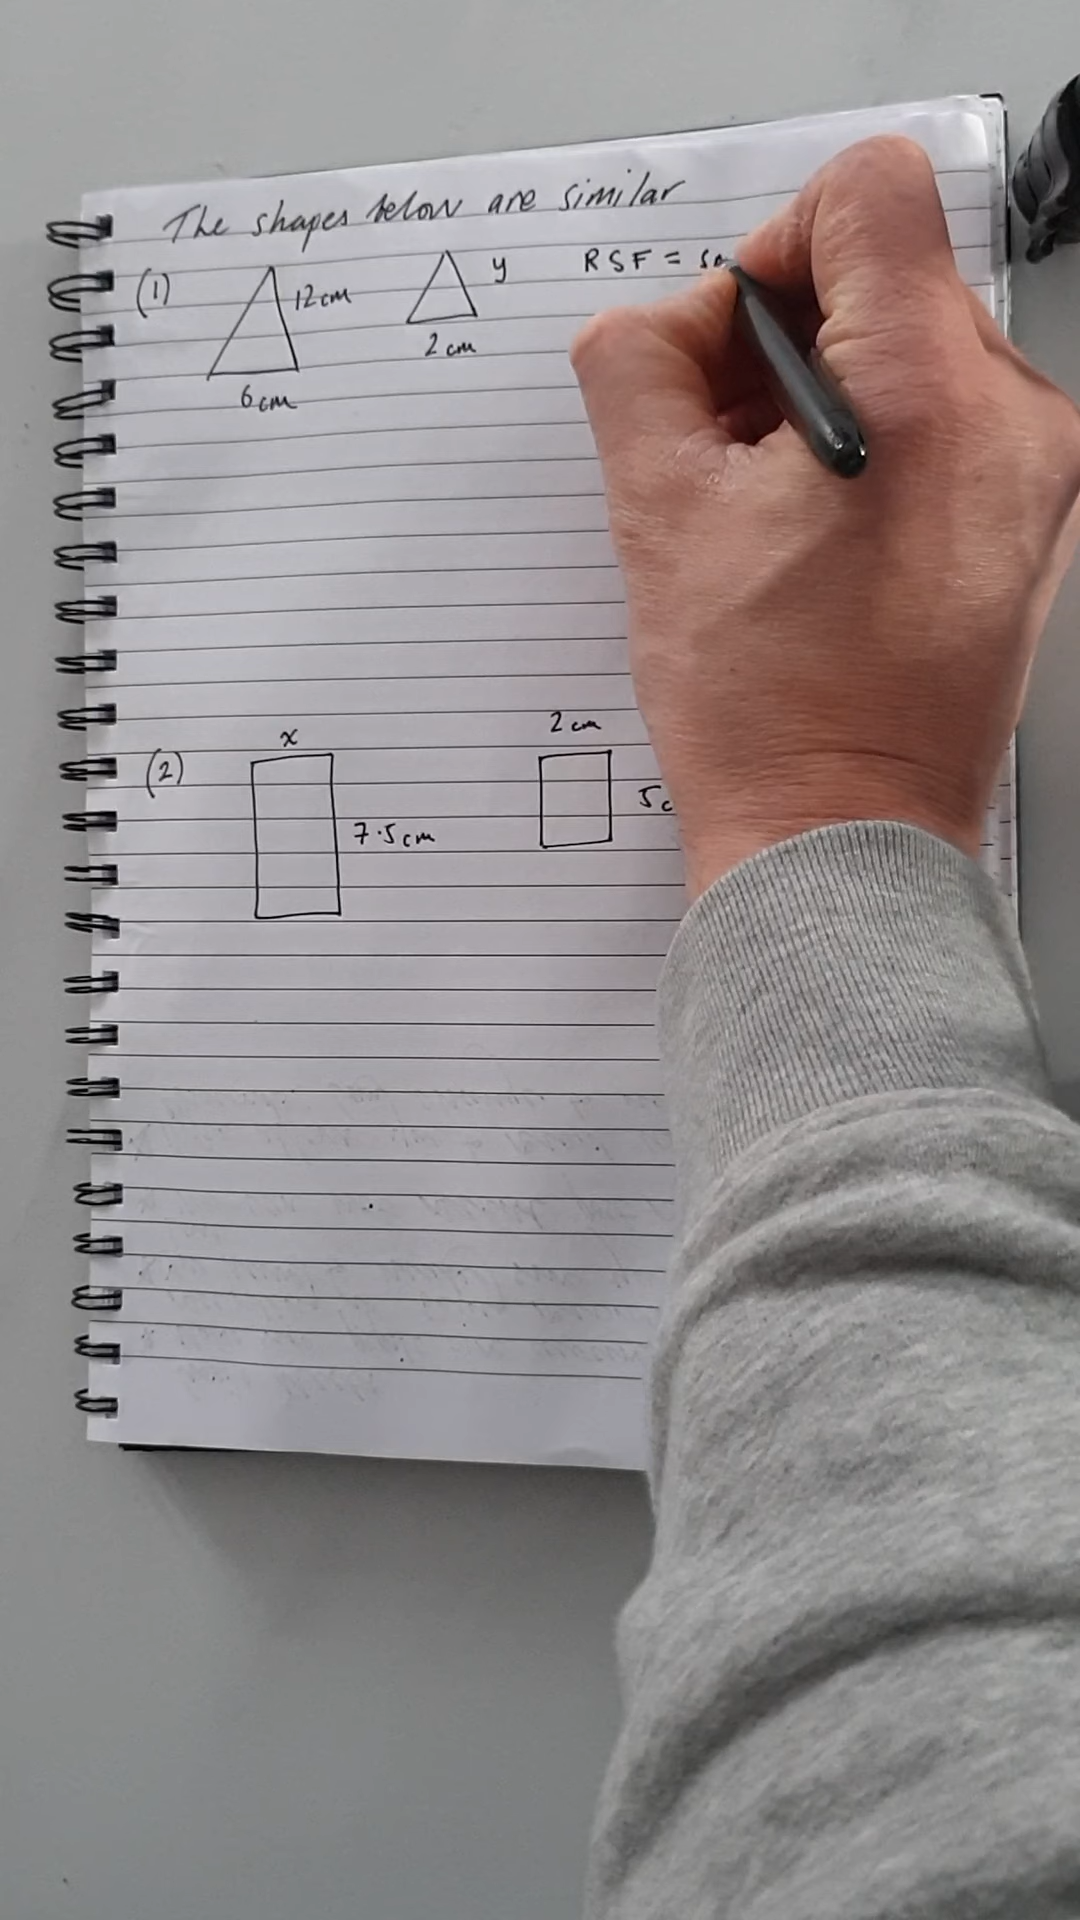 The shapes below are similar
(1) 12cm y RSF =
2cm
6cm
x 2cm
(2) 7.5cm